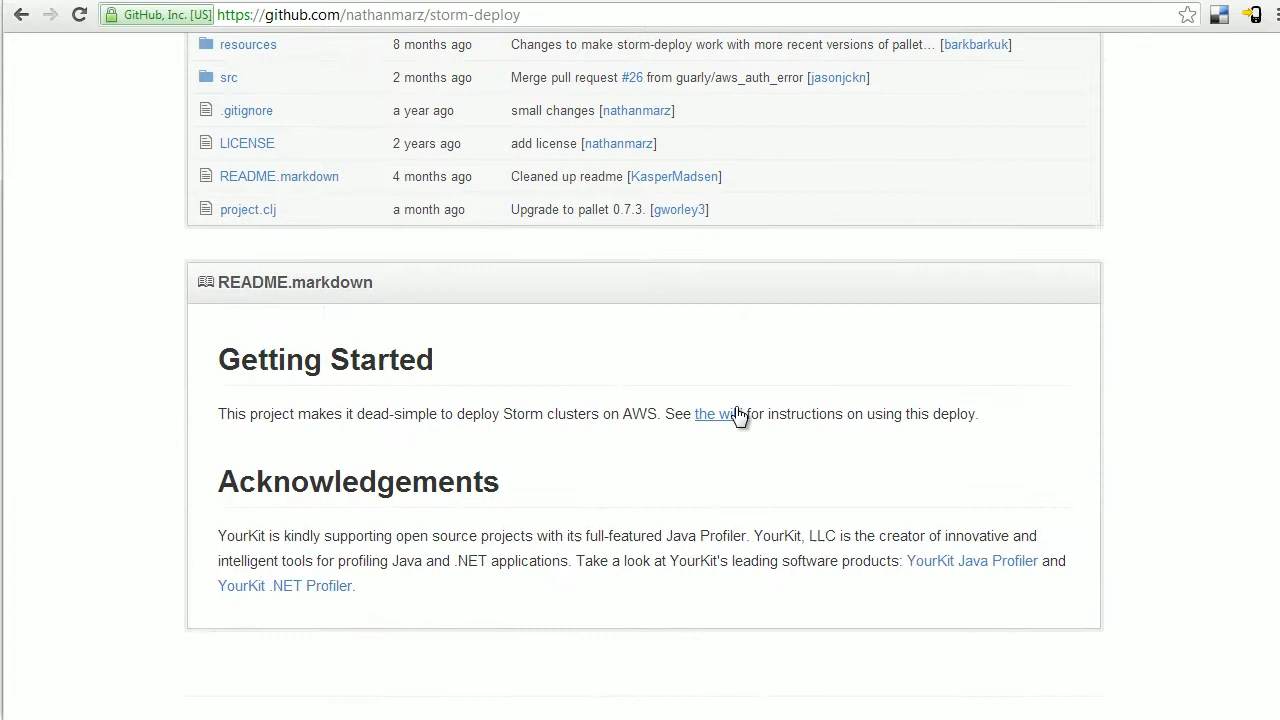 GitHub, Inc. [US] https://github.com/nathanmarz/storm-deploy
resources 8 months ago Changes to make storm-deploy work with more recent versions of pallet… [barkbarkuk]
src 2 months ago Merge pull request #26 from guarly/aws_auth_error [jasonjckn]
.gitignore a year ago small changes [nathanmarz]
LICENSE 2 years ago add license [nathanmarz]
README.markdown 4 months ago Cleaned up readme [KasperMadsen]
project.clj a month ago Upgrade to pallet 0.7.3. [gworley3]
README.markdown
Getting Started
This project makes it dead-simple to deploy Storm clusters on AWS. See the for instructions on using this deploy.
Acknowledgements
YourKit is kindly supporting open source projects with its full-featured Java Profiler. YourKit, LLC is the creator of innovative and
intelligent tools for profiling Java and .NET applications. Take a look at YourKit's leading software products: YourKit Java Profiler and
YourKit .NET Profiler.